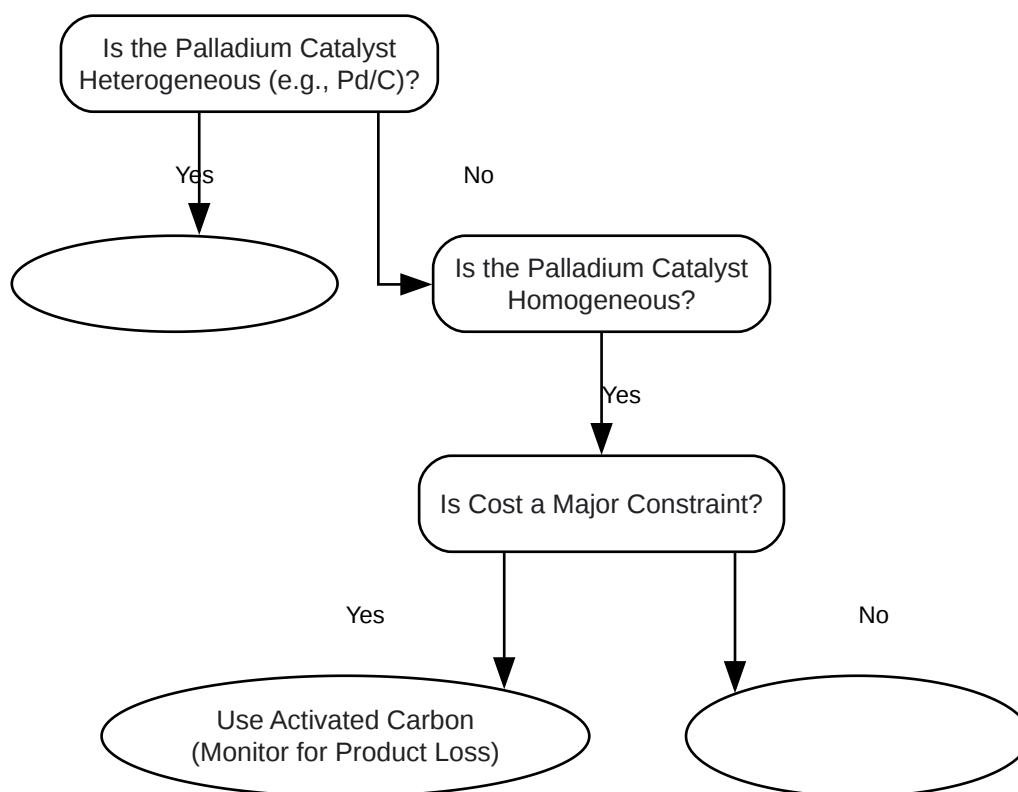 Is the Palladium Catalyst
Heterogeneous (e.g., Pd/C)?
Yes
No
Is the Palladium Catalyst
Homogeneous?
Yes
Is Cost a Major Constraint?
Yes
No
Use Activated Carbon
(Monitor for Product Loss)